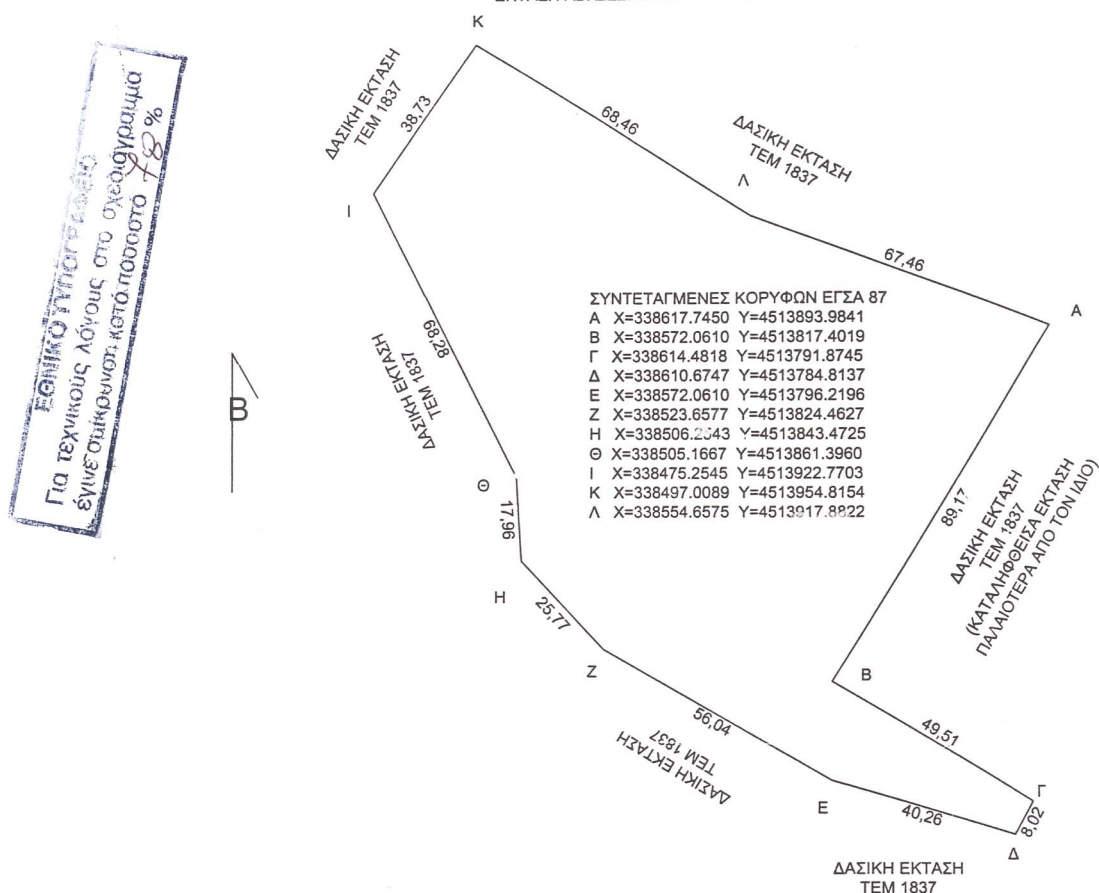 Κ
ΔΑΣΙΚΗ ΕΚΤΑΣΗ
ΤΕΜ 1837
38,73
68,46
ΔΑΣΙΚΗ ΕΚΤΑΣΗ
ΤΕΜ 1837
Λ
67,46
Α
Ι
ΕΘΝΙΚΟ ΤΥΠΟΓΡΑΦΕΙΟ
Για τεχνικούς λόγους στο σχεδιάγραμμα
έγινε σμίκρυνση κατά ποσοστό %
Β
68,28
ΔΑΣΙΚΗ ΕΚΤΑΣΗ
ΤΕΜ 1837
ΣΥΝΤΕΤΑΓΜΕΝΕΣ ΚΟΡΥΦΩΝ ΕΓΣΑ 87
Α Χ=338617.7450 Υ=4513893.9841
Β Χ=338572.0610 Υ=4513817.4019
Γ Χ=338614.4818 Υ=4513791.8745
Δ Χ=338610.6747 Υ=4513784.8137
Ε Χ=338572.0610 Υ=4513796.2196
Ζ Χ=338523.6577 Υ=4513824.4627
Η Χ=338506.2343 Υ=4513843.4725
Θ Χ=338505.1667 Υ=4513861.3960
Ι Χ=338475.2545 Υ=4513922.7703
Κ Χ=338497.0089 Υ=4513954.8154
Λ Χ=338554.6575 Υ=4513917.8822
89,17
ΔΑΣΙΚΗ ΕΚΤΑΣΗ
ΤΕΜ 1837
(ΚΑΤΑΛΗΦΘΕΙΣΑ ΕΚΤΑΣΗ
ΠΑΛΑΙΟΤΕΡΑ ΑΠΟ ΤΟΝ ΙΔΙΟ)
Θ
17,96
Η
25,77
Ζ
Β
56,04
ΔΑΣΙΚΗ ΕΚΤΑΣΗ
ΤΕΜ 1837
49,51
Γ
Ε
40,26
8,02
Δ
ΔΑΣΙΚΗ ΕΚΤΑΣΗ
ΤΕΜ 1837